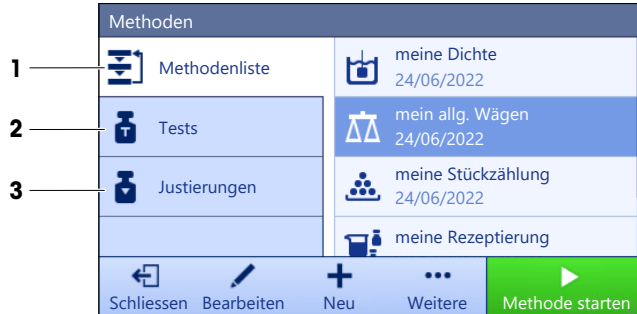 Methoden
1
Methodenliste
2
Tests
3
Justierungen
meine Dichte
24/06/2022
mein allg. Wägen
24/06/2022
meine Stückzählung
24/06/2022
meine Rezeptierung
Schliessen
Bearbeiten
Neu
Weitere
Methode starten